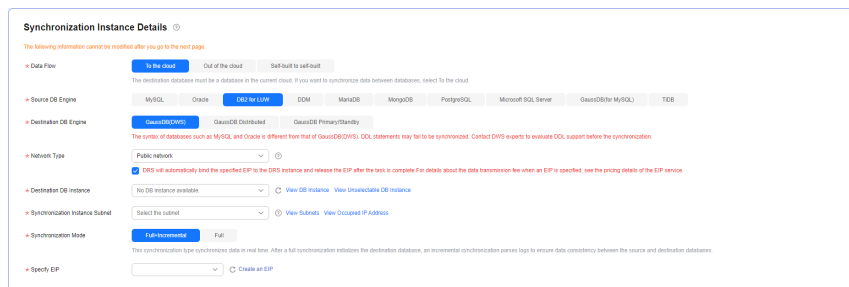 Synchronization Instance Details
The following information cannot be modified after you go to the next page.
* Data Flow To the cloud Out of the cloud Self-built to self-built
The destination database must be a database in the current cloud. If you want to synchronize data between databases, select To the cloud.
* Source DB Engine MySQL Oracle DB2 for LUW DDM MariaDB MongoDB PostgreSQL Microsoft SQL Server GaussDB(for MySQL) TiDB
* Destination DB Engine GaussDB(DWS) GaussDB Distributed GaussDB Primary/Standby
The syntax of databases such as MySQL and Oracle is different from that of GaussDB(DWS). DDL statements may fail to be synchronized. Contact DWS experts to evaluate DDL support before the synchronization.
* Network Type Public network
DRS will automatically bind the specified EIP to the DRS instance and release the EIP after the task is complete.For details about the data transmission fee when an EIP is specified, see the pricing details of the EIP service.
* Destination DB Instance No DB instance available. View DB Instance View Unselectable DB Instance
* Synchronization Instance Subnet Select the subnet View Subnets View Occupied IP Address
* Synchronization Mode Full+Incremental Full
This synchronization type synchronizes data in real time. After a full synchronization initializes the destination database, an incremental synchronization parses logs to ensure data consistency between the source and destination databases.
* Specify EIP Create an EIP